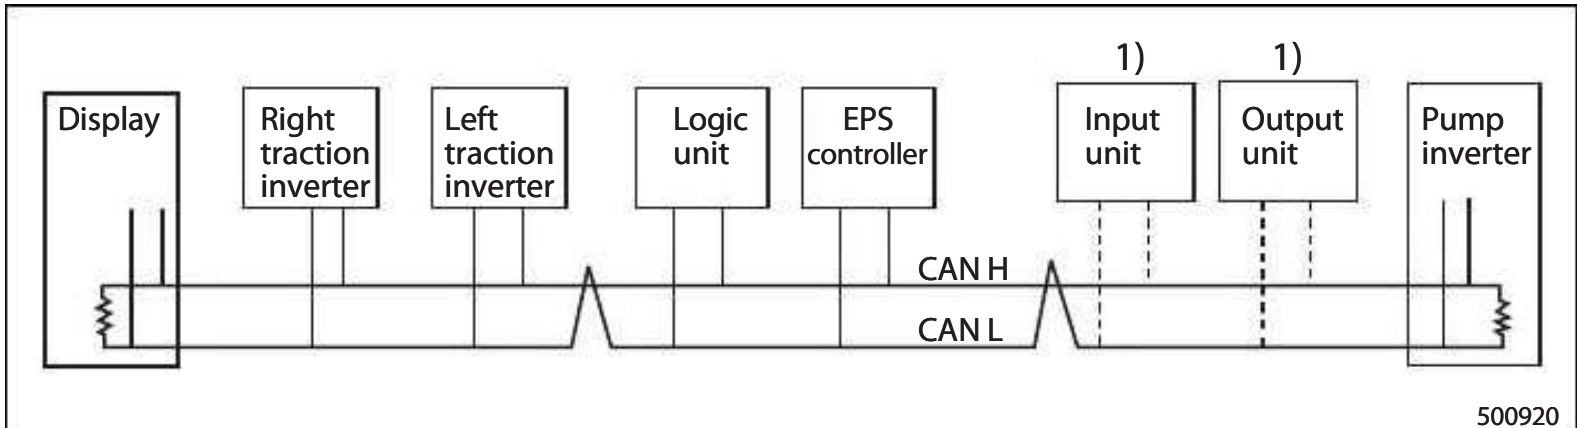 1)
1)
Display
Right
traction
inverter
Left
traction
inverter
Logic
unit
EPS
controller
Input
unit
Output
unit
Pump
inverter
CAN H
CAN L
500920